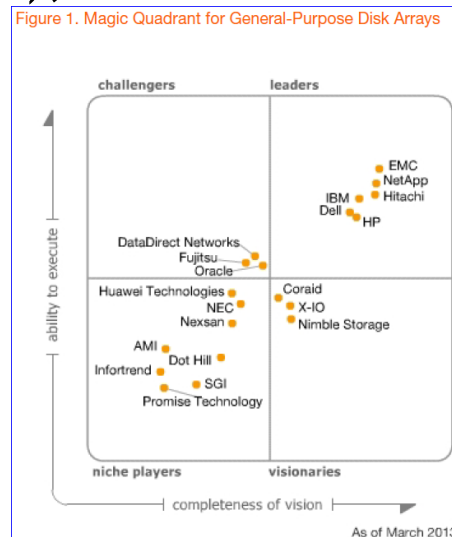 Figure 1. Magic Quadrant for General-Purpose Disk Arrays
challengers
leaders
EMC
NetApp
IBM
Hitachi
Dell
HP
DataDirect Networks
Fujitsu
Oracle
Huawei Technologies
Coraid
NEC
X-IO
Nexsan
Nimble Storage
AMI
Dot Hill
Infortrend
SGI
Promise Technology
ability to execute
niche players
visionaries
completeness of vision
As of March 2013